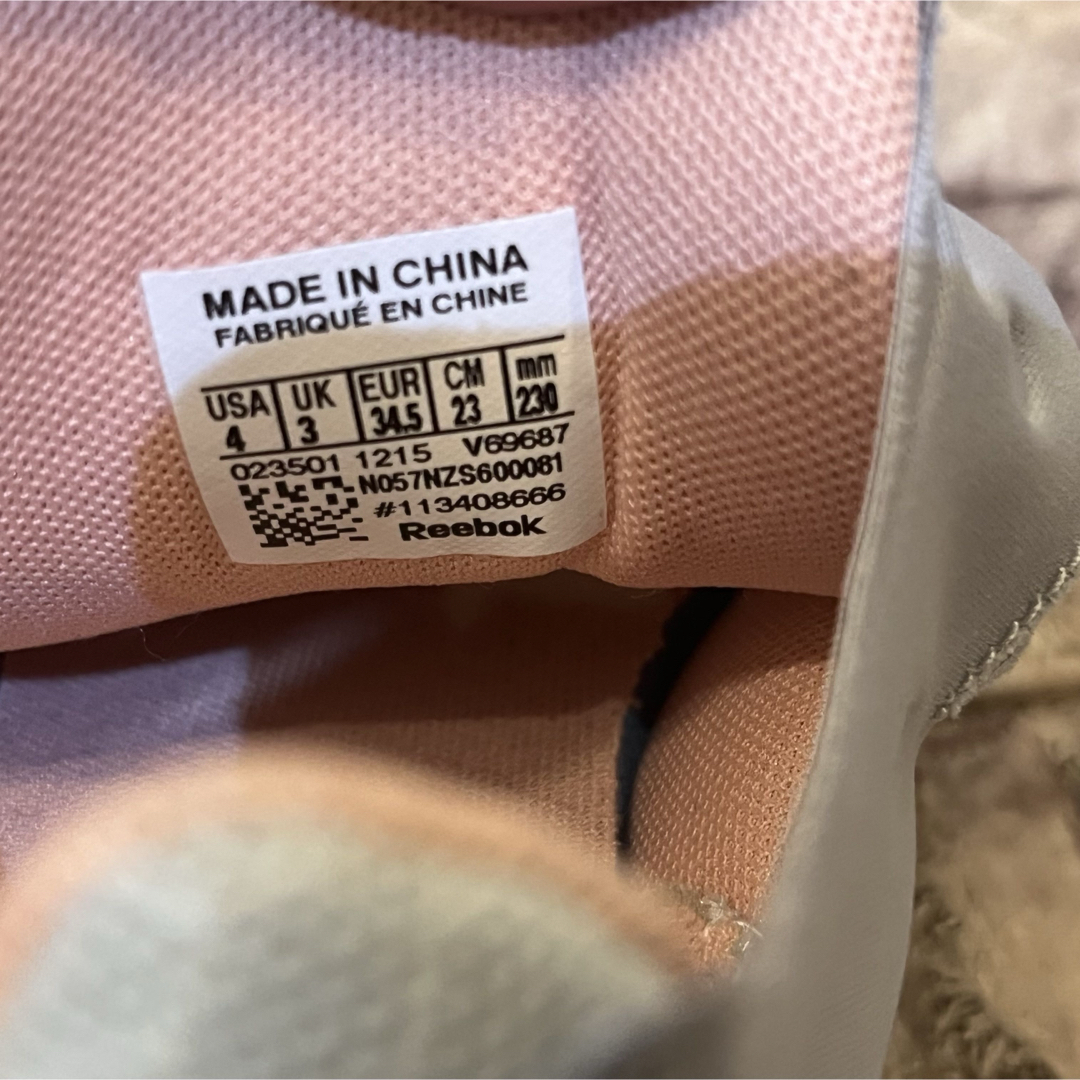 MADE IN CHINA
FABRIQUÉ EN CHINE
USA UK EUR CM mm
4 3 34.5 23 230
023501 1215 V69687
N057NZS600081
#113408666
Reebok